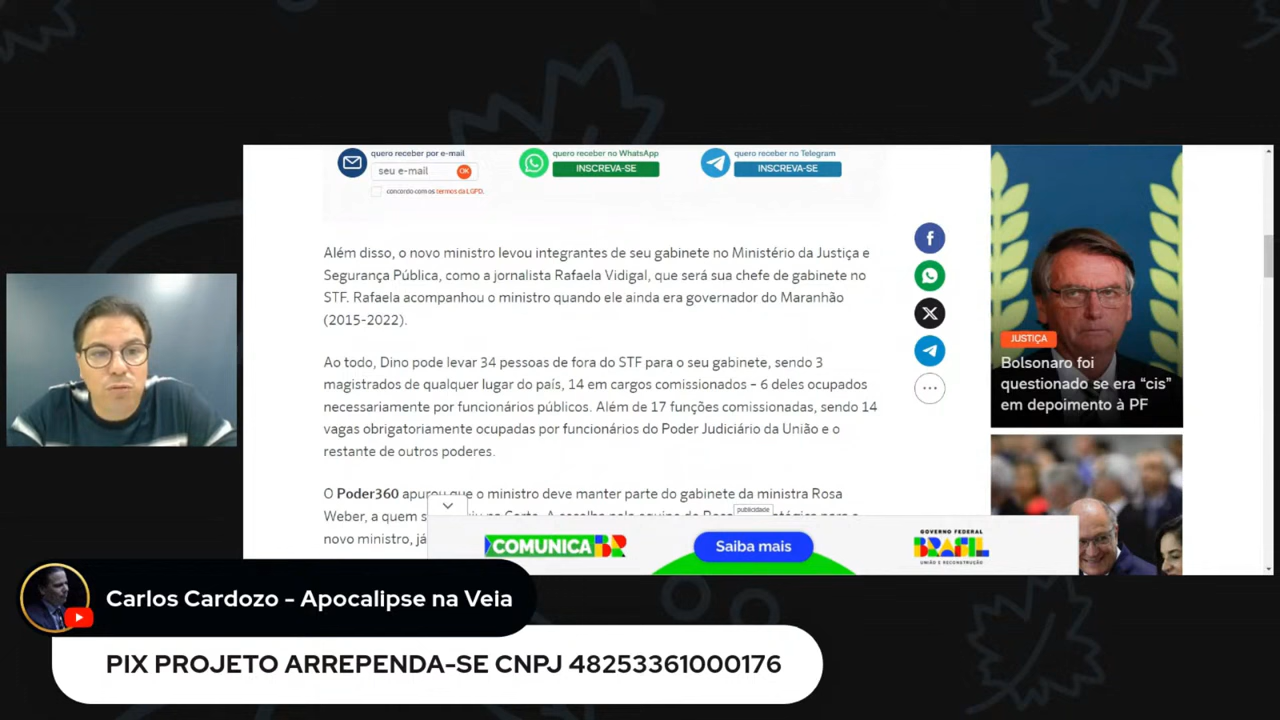 quero receber por e-mail
seu e-mail
OK
concordo com os termos da LGPD.
quero receber no WhatsApp
INSCREVA-SE
quero receber no Telegram
INSCREVA-SE
Além disso, o novo ministro levou integrantes de seu gabinete no Ministério da Justiça e
Segurança Pública, como a jornalista Rafaela Vidigal, que será sua chefe de gabinete no
STF. Rafaela acompanhou o ministro quando ele ainda era governador do Maranhão
(2015-2022).
Ao todo, Dino pode levar 34 pessoas de fora do STF para o seu gabinete, sendo 3
magistrados de qualquer lugar do país, 14 em cargos comissionados – 6 deles ocupados
necessariamente por funcionários públicos. Além de 17 funções comissionadas, sendo 14
vagas obrigatoriamente ocupadas por funcionários do Poder Judiciário da União e o
restante de outros poderes.
O Poder360 apurou que o ministro deve manter parte do gabinete da ministra Rosa
Weber, a quem
novo ministro, já
publicidade
COMUNICA BR
Saiba mais
GOVERNO FEDERAL
BRASIL
UNIÃO E RECONSTRUÇÃO
JUSTIÇA
Bolsonaro foi
questionado se era “cis”
em depoimento à PF
Carlos Cardozo - Apocalipse na Veia
PIX PROJETO ARREPENDA-SE CNPJ 48253361000176